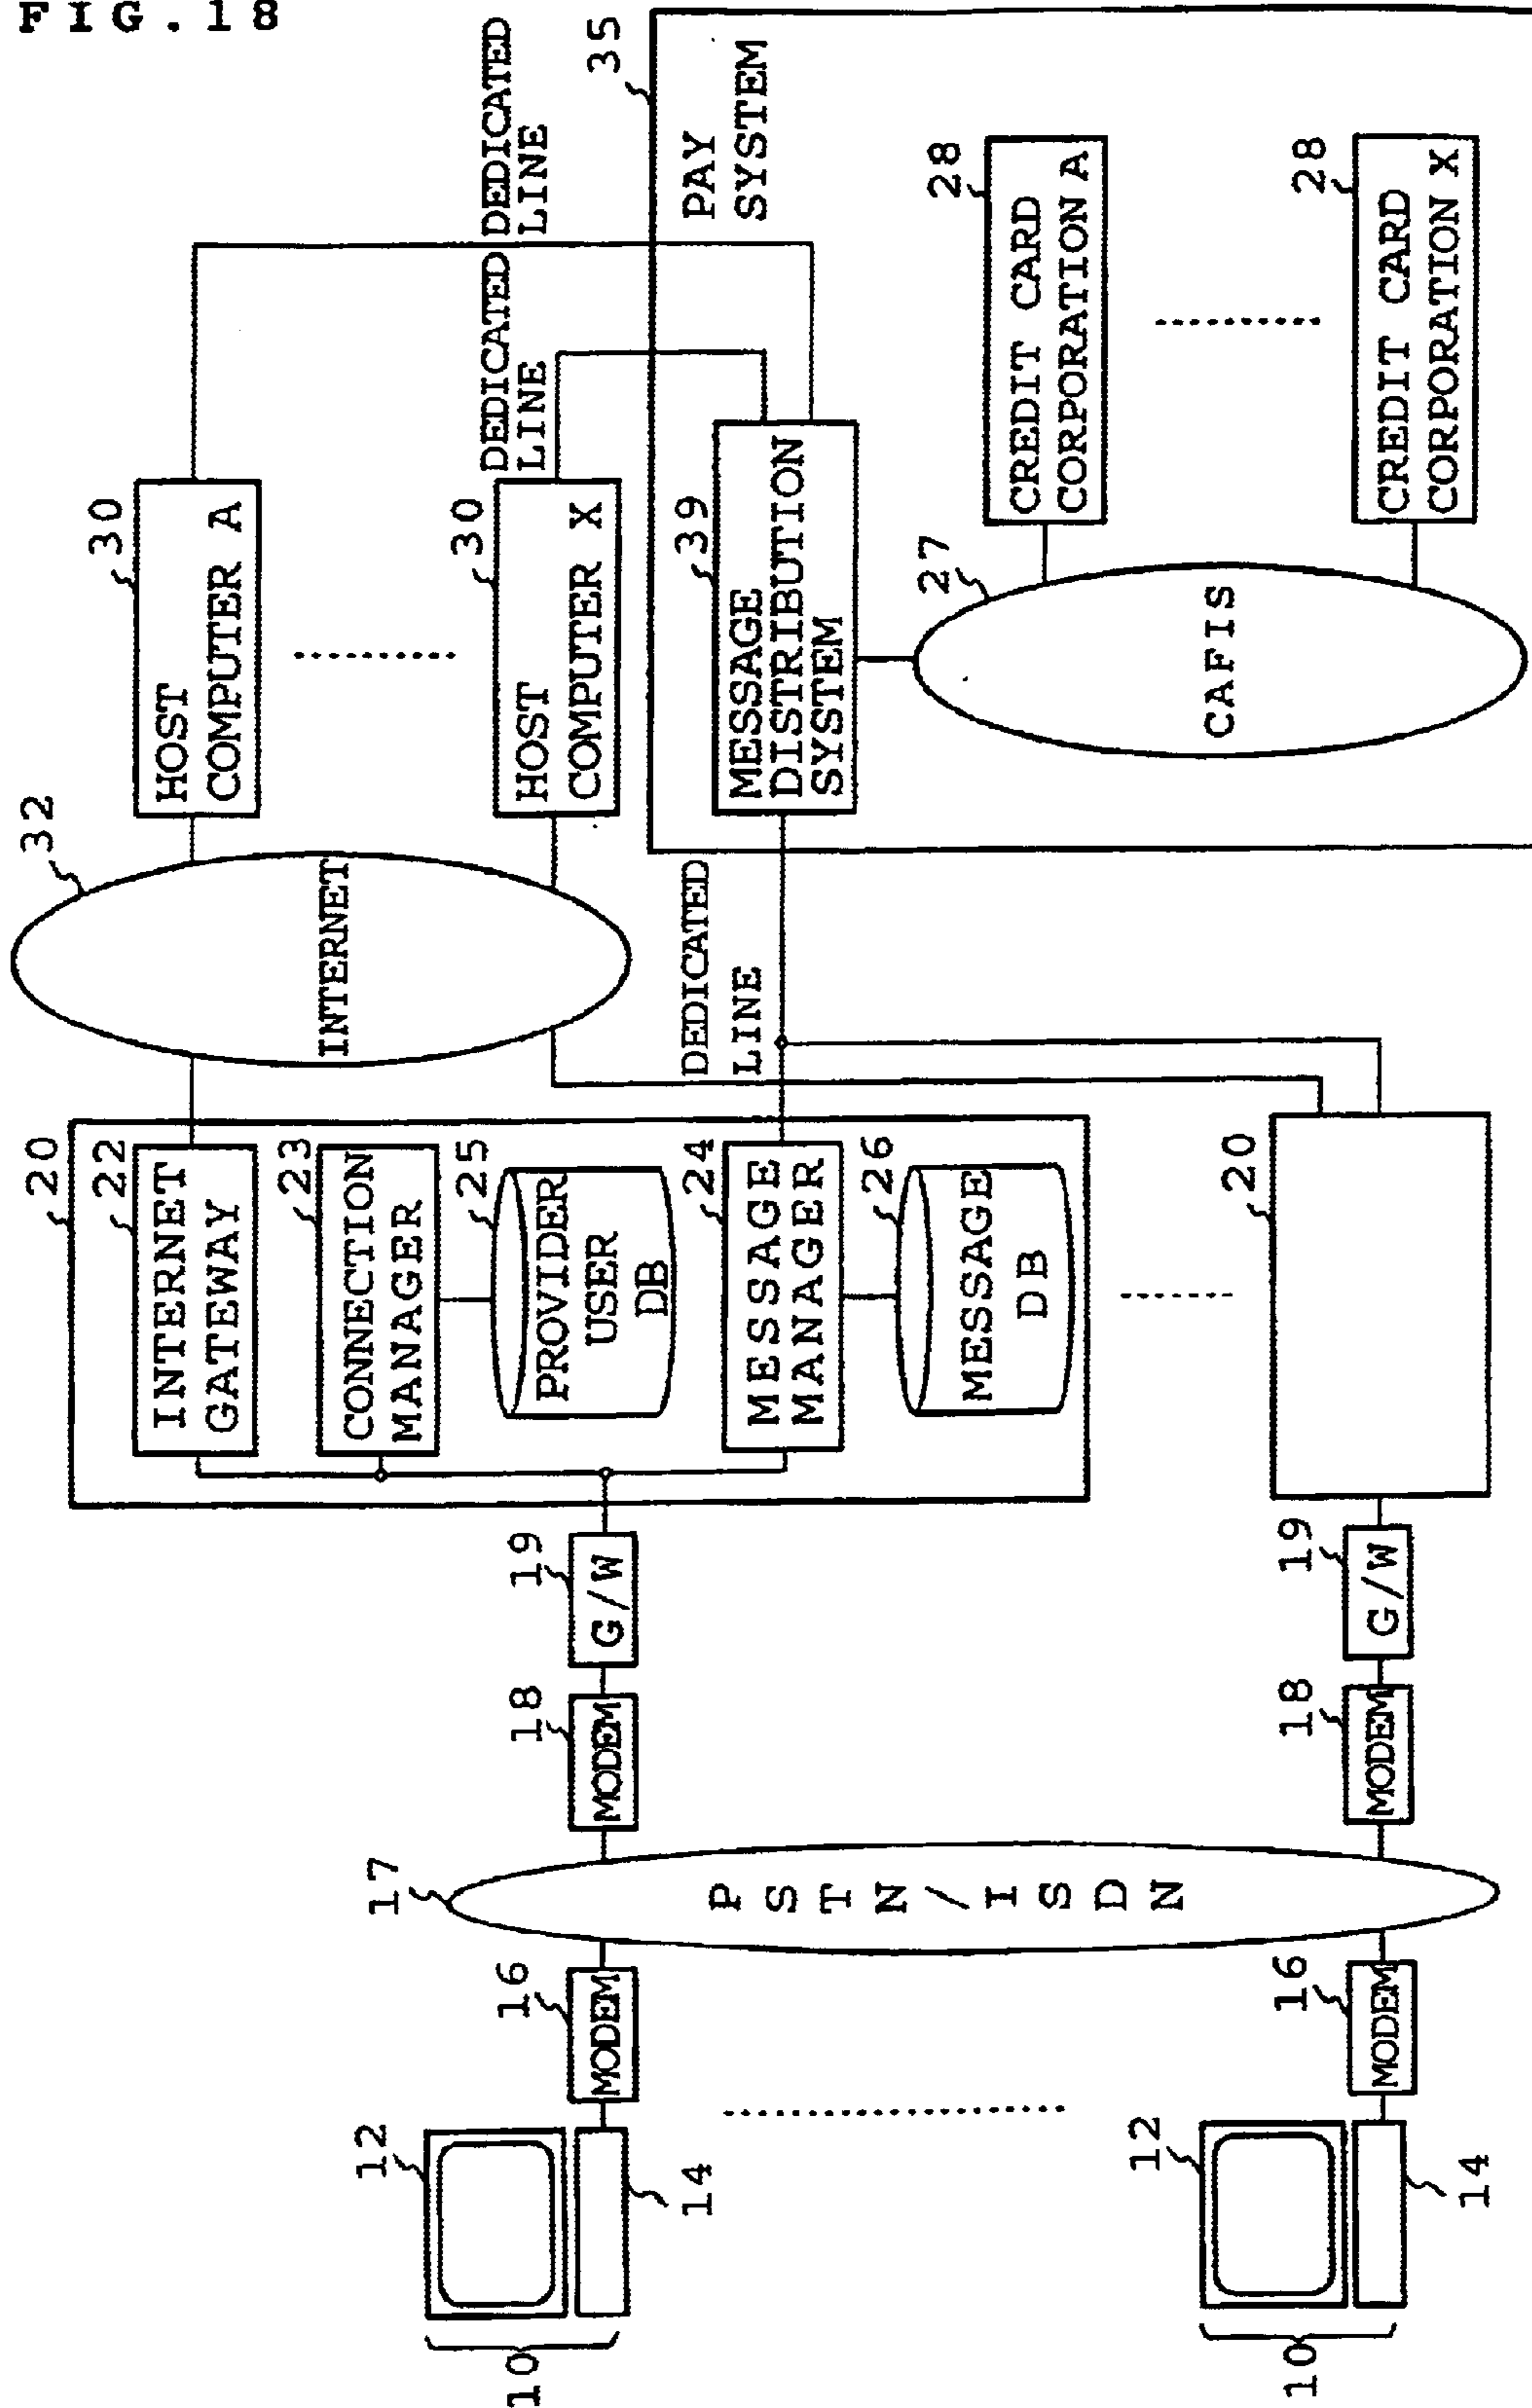 FIG.18
12
10
14
16
MODEM
17
PSTN/ISDN
18
MODEM
19
G/W
20
22
INTERNET
GATEWAY
23
CONNECTION
MANAGER
25
PROVIDER
USER
DB
24
MESSAGE
MANAGER
26
MESSAGE
DB
32
INTERNET
30
HOST
COMPUTER A
30
HOST
COMPUTER X
DEDICATED
LINE
DEDICATED
LINE
DEDICATED
LINE
35
PAY
SYSTEM
39
MESSAGE
DISTRIBUTION
SYSTEM
27
CAFIS
28
CREDIT CARD
CORPORATION A
28
CREDIT CARD
CORPORATION X
12
10
14
16
MODEM
18
MODEM
19
G/W
20